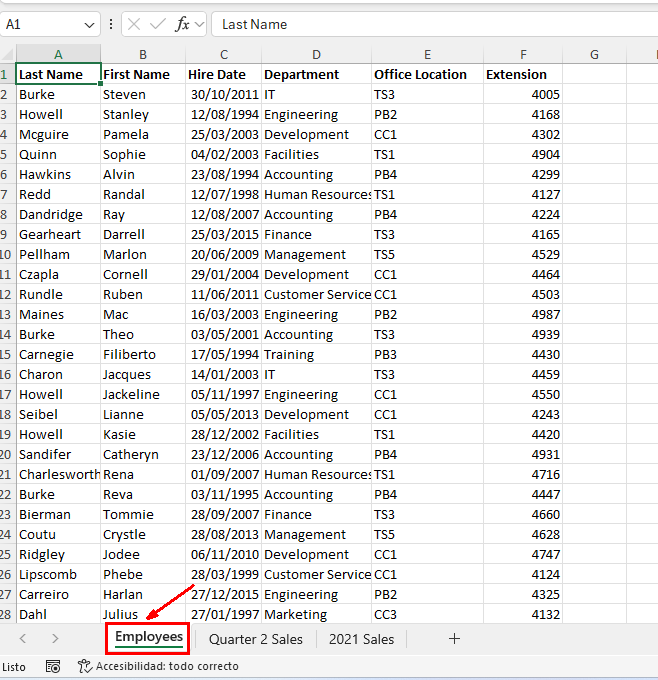 A1 fx Last Name
A B C D E F G
1 Last Name First Name Hire Date Department Office Location Extension
2 Burke Steven 30/10/2011 IT TS3 4005
3 Howell Stanley 12/08/1994 Engineering PB2 4168
4 Mcguire Pamela 25/03/2003 Development CC1 4302
5 Quinn Sophie 04/02/2003 Facilities TS1 4904
6 Hawkins Alvin 23/08/1994 Accounting PB4 4299
7 Redd Randal 12/07/1998 Human Resources TS1 4127
8 Dandridge Ray 12/08/2007 Accounting PB4 4224
9 Gearheart Darrell 25/03/2015 Finance TS3 4165
10 Pellham Marlon 20/06/2009 Management TS5 4529
11 Czapla Cornell 29/01/2004 Development CC1 4464
12 Rundle Ruben 11/06/2011 Customer Service CC1 4503
13 Maines Mac 16/03/2003 Engineering PB2 4987
14 Burke Theo 03/05/2001 Accounting TS3 4939
15 Carnegie Filiberto 17/05/1994 Training PB3 4430
16 Charon Jacques 14/01/2003 IT TS3 4459
17 Howell Jackeline 05/11/1997 Engineering CC1 4550
18 Seibel Lianne 05/05/2013 Development CC1 4243
19 Howell Kasie 28/12/2002 Facilities TS1 4420
20 Sandifer Catheryn 23/12/2006 Accounting PB4 4931
21 Charlesworth Rena 01/09/2007 Human Resources TS1 4716
22 Burke Reva 03/11/1995 Accounting PB4 4447
23 Bierman Tommie 28/09/2007 Finance TS3 4660
24 Coutu Crystle 28/08/2013 Management TS5 4628
25 Ridgley Jodee 06/11/2010 Development CC1 4747
26 Lipscomb Phebe 28/03/1999 Customer Service CC1 4124
27 Carreiro Harlan 27/12/2015 Engineering PB2 4325
28 Dahl Julius 27/01/1997 Marketing CC3 4132
Employees Quarter 2 Sales 2021 Sales
Listo Accesibilidad: todo correcto